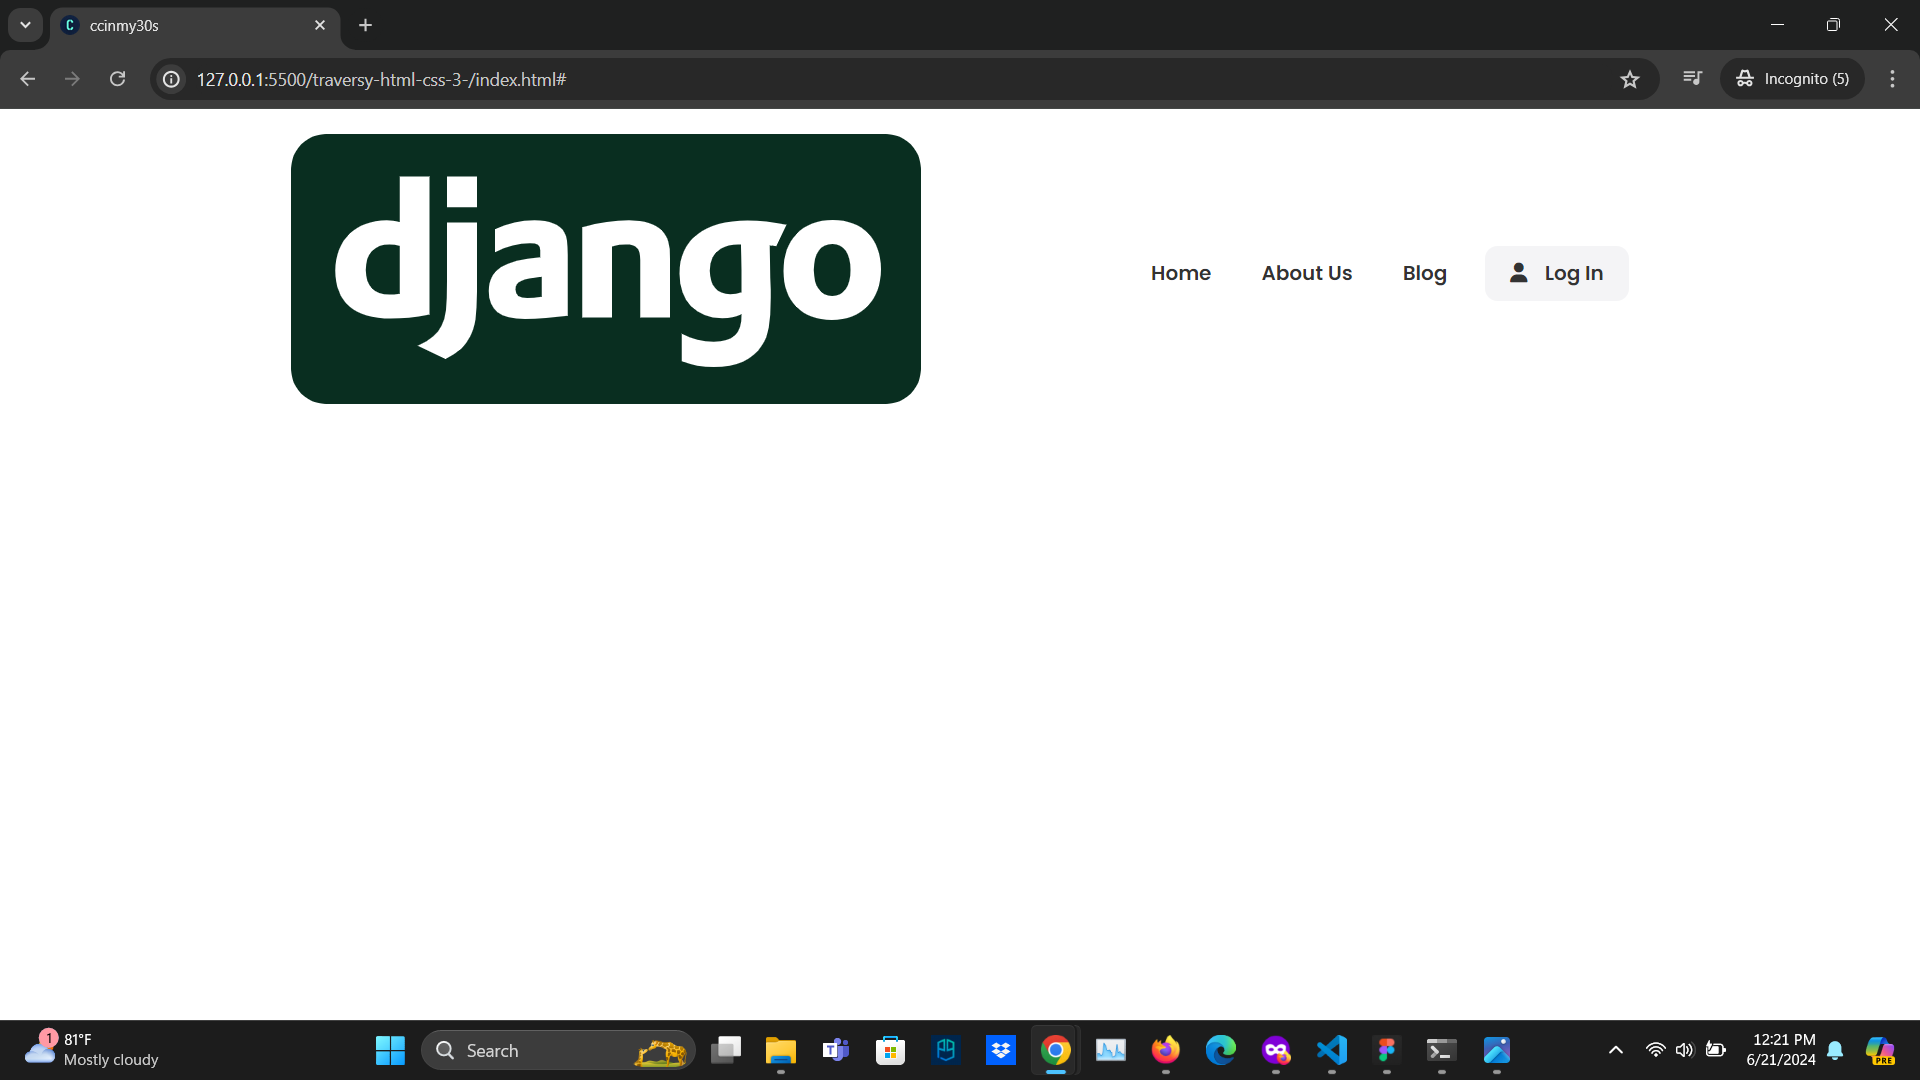 ccinmy30s
127.0.0.1:5500/traversy-html-css-3-/index.html#
Incognito (5)
django
Home
About Us
Blog
Log In
1
81°F
Mostly cloudy
Search
12:21 PM
6/21/2024
PRE